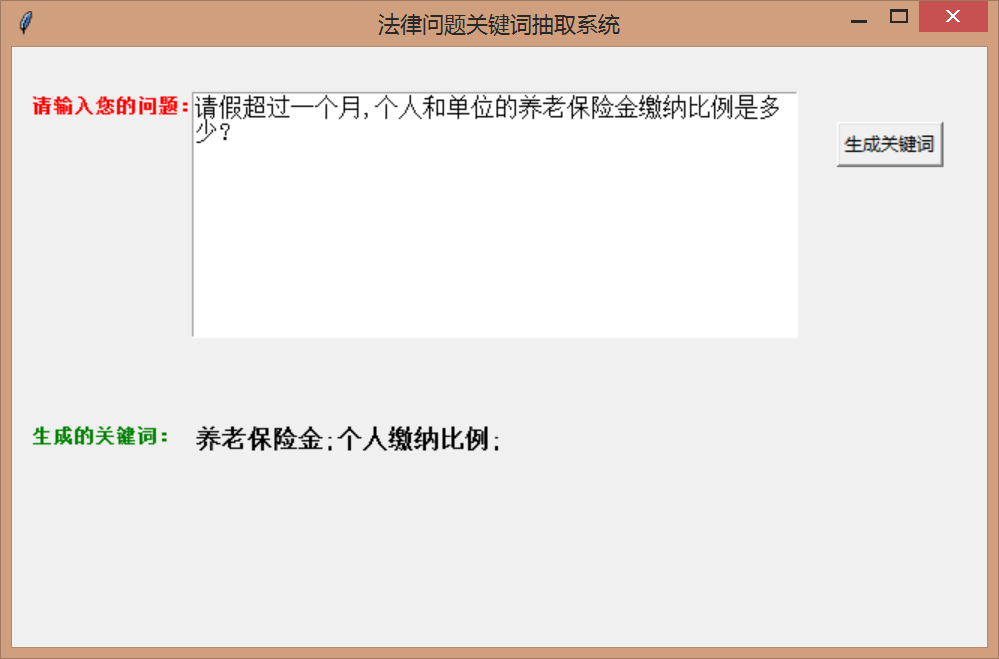 法律问题关键词抽取系统
请输入您的问题:
请假超过一个月,个人和单位的养老保险金缴纳比例是多
少?
生成关键词
生成的关键词:
养老保险金;个人缴纳比例;